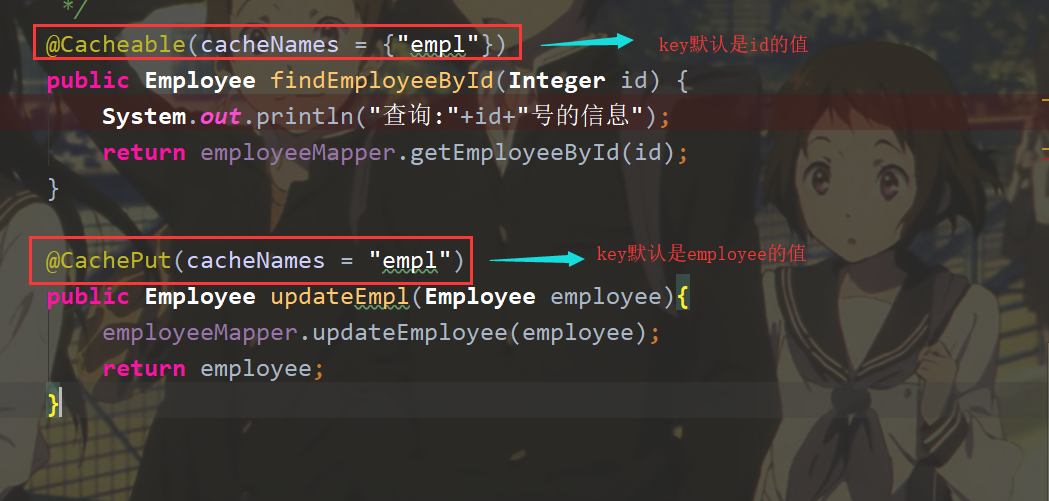 */
@Cacheable(cacheNames = {"empl"})
key默认是id的值
public Employee findEmployeeById(Integer id) {
System.out.println("查询:"+id+"号的信息");
return employeeMapper.getEmployeeById(id);
}
@CachePut(cacheNames = "empl")
key默认是employee的值
public Employee updateEmpl(Employee employee){
employeeMapper.updateEmployee(employee);
return employee;
}